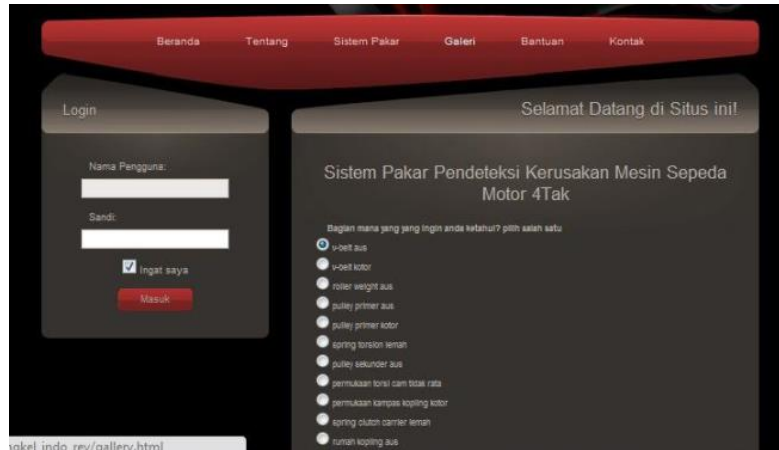 Beranda Tentang Sistem Pakar Galeri Bantuan Kontak
Login
Nama Pengguna:
Sandi:
Ingat saya
Masuk
Selamat Datang di Situs ini!
Sistem Pakar Pendeteksi Kerusakan Mesin Sepeda
Motor 4Tak
Bagian mana yang yang ingin anda ketahui? pilih salah satu
v-belt aus
v-belt kotor
roller weight aus
pulley primer aus
pulley primer kotor
spring torsion lemah
pulley sekunder aus
permukaan torsi cam tidak rata
permukaan kampas kopling kotor
spring clutch carrier lemah
rumah kopling aus
indo_rev/gallery.html